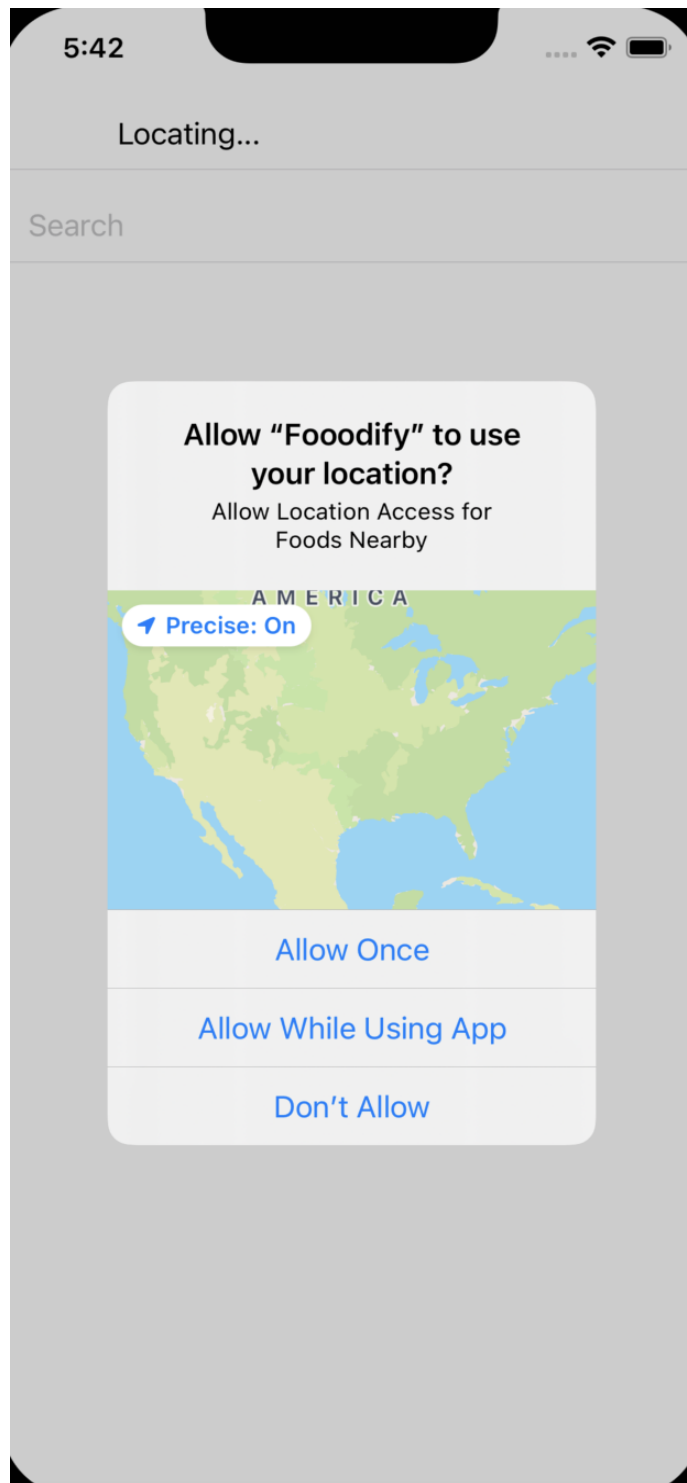 5:42
Locating...
Search
Allow “Fooodify” to use
your location?
Allow Location Access for
Foods Nearby
AMERICA
Precise: On
Allow Once
Allow While Using App
Don’t Allow